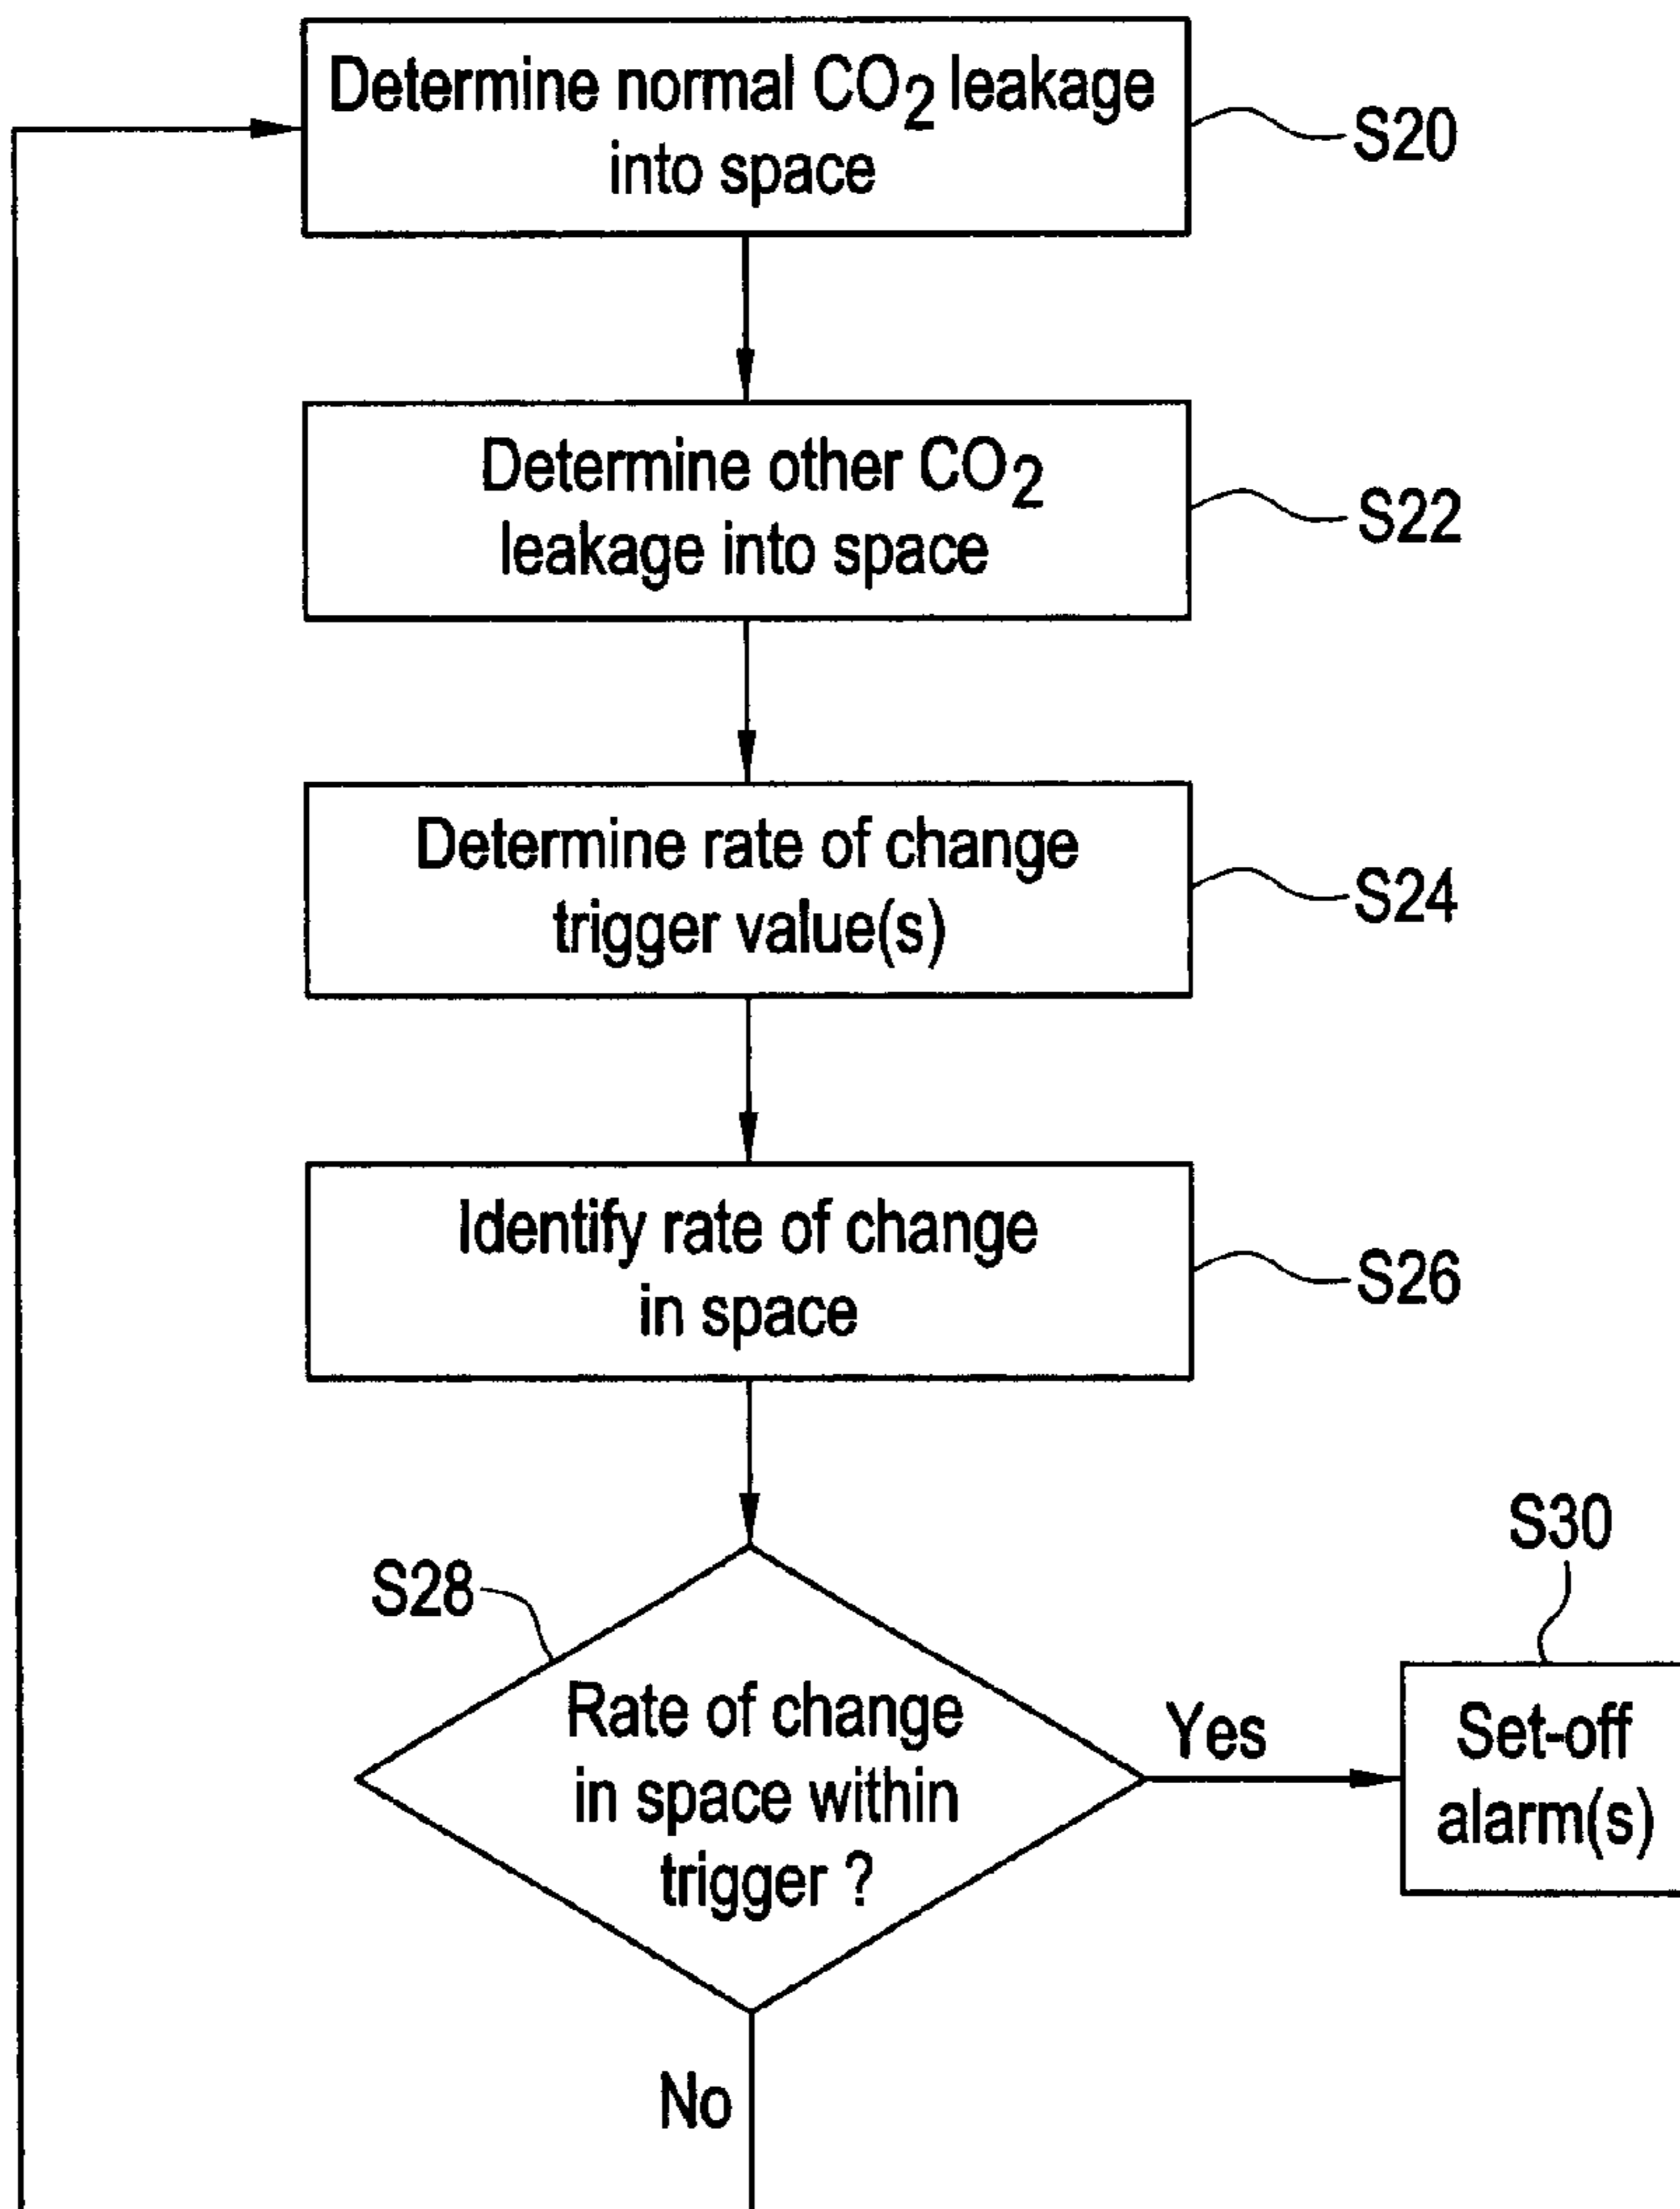 Determine normal CO2 leakage
into space
S20
Determine other CO2
leakage into space
S22
Determine rate of change
trigger value(s)
S24
Identify rate of change
in space
S26
S28
Rate of change
in space within
trigger ?
Yes
S30
Set-off
alarm(s)
No